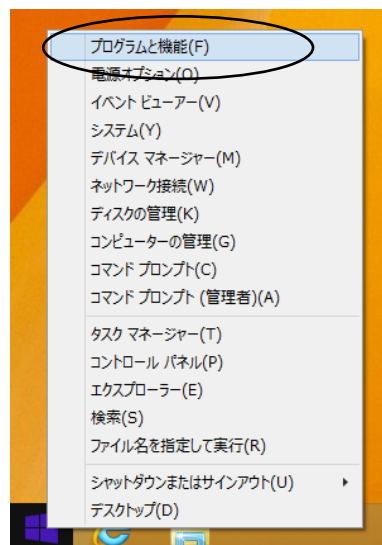 プログラムと機能(F)
電源オプション(O)
イベント ビューアー(V)
システム(Y)
デバイス マネージャー(M)
ネットワーク接続(W)
ディスクの管理(K)
コンピューターの管理(G)
コマンド プロンプト(C)
コマンド プロンプト (管理者)(A)
タスク マネージャー(T)
コントロール パネル(P)
エクスプローラー(E)
検索(S)
ファイル名を指定して実行(R)
シャットダウンまたはサインアウト(U)
デスクトップ(D)